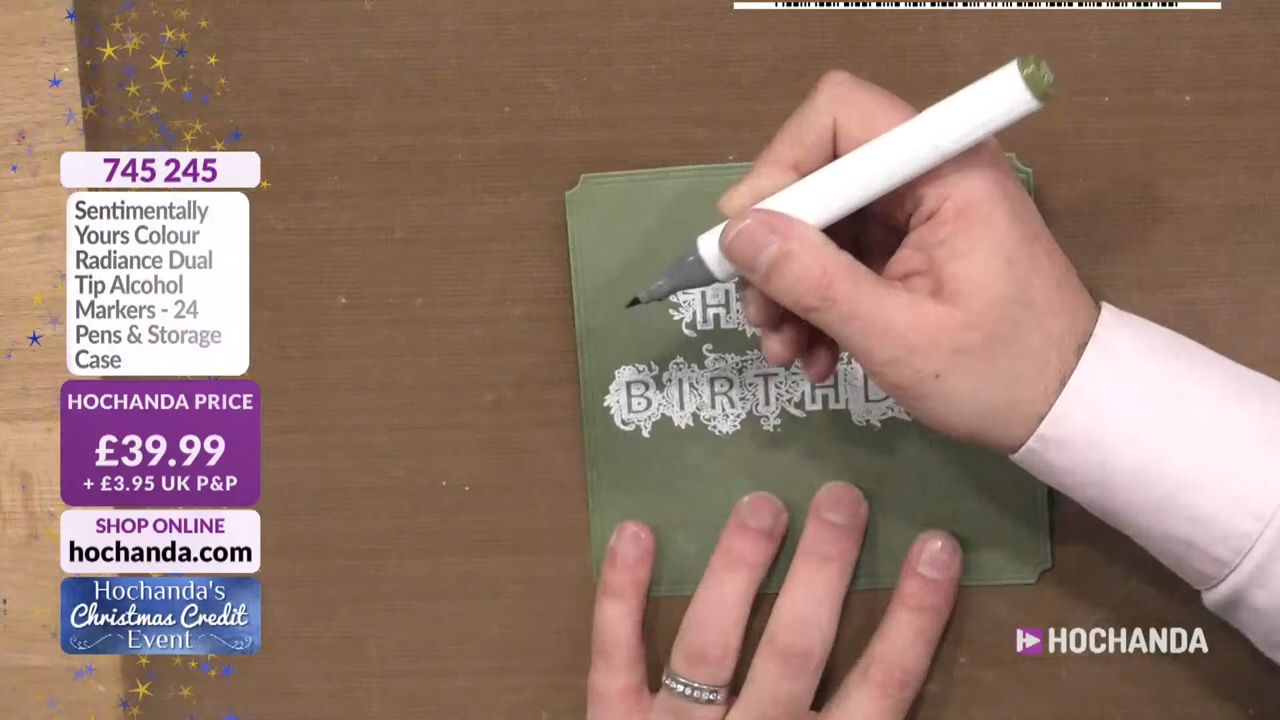 745 245
Sentimentally
Yours Colour
Radiance Dual
Tip Alcohol
Markers - 24
Pens & Storage
Case
HOCHANDA PRICE
£39.99
+ £3.95 UK P&P
SHOP ONLINE
hochanda.com
Hochanda's
Christmas Credit
Event
H
BIRTHD
HOCHANDA